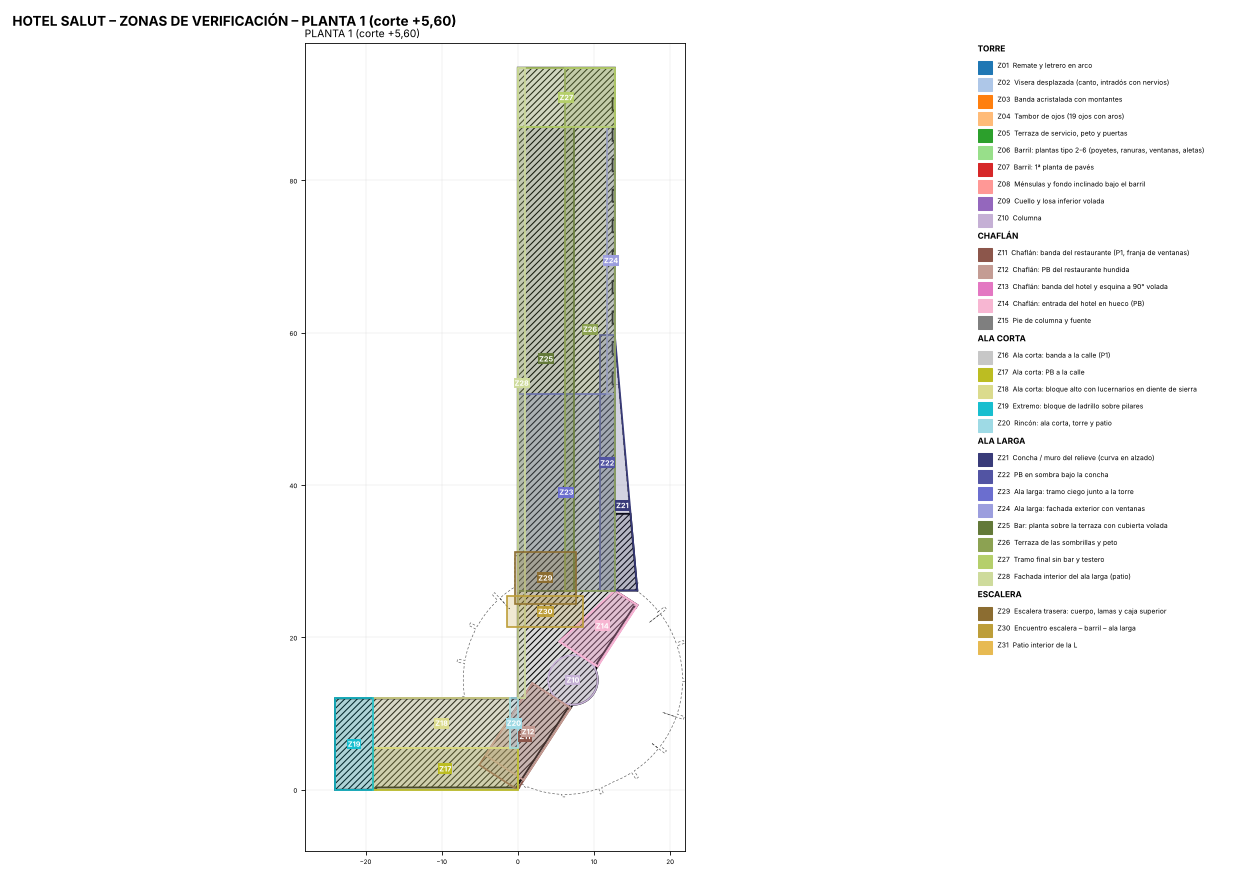 HOTEL SALUT – ZONAS DE VERIFICACIÓN – PLANTA 1 (corte +5,60)
PLANTA 1 (corte +5,60)
Z27
80
Z24
60
Z28
Z25
Z26
Z22
40
Z23
Z21
Z29
Z30
20
Z14
Z10
Z18
Z20
Z12
Z11
Z19
Z17
0
−20
−10
0
10
20
TORRE
Z01 Remate y letrero en arco
Z02 Visera desplazada (canto, intradós con nervios)
Z03 Banda acristalada con montantes
Z04 Tambor de ojos (19 ojos con aros)
Z05 Terraza de servicio, peto y puertas
Z06 Barril: plantas tipo 2-6 (poyetes, ranuras, ventanas, aletas)
Z07 Barril: 1ª planta de pavés
Z08 Ménsulas y fondo inclinado bajo el barril
Z09 Cuello y losa inferior volada
Z10 Columna
CHAFLÁN
Z11 Chaflán: banda del restaurante (P1, franja de ventanas)
Z12 Chaflán: PB del restaurante hundida
Z13 Chaflán: banda del hotel y esquina a 90° volada
Z14 Chaflán: entrada del hotel en hueco (PB)
Z15 Pie de columna y fuente
ALA CORTA
Z16 Ala corta: banda a la calle (P1)
Z17 Ala corta: PB a la calle
Z18 Ala corta: bloque alto con lucernarios en diente de sierra
Z19 Extremo: bloque de ladrillo sobre pilares
Z20 Rincón: ala corta, torre y patio
ALA LARGA
Z21 Concha / muro del relieve (curva en alzado)
Z22 PB en sombra bajo la concha
Z23 Ala larga: tramo ciego junto a la torre
Z24 Ala larga: fachada exterior con ventanas
Z25 Bar: planta sobre la terraza con cubierta volada
Z26 Terraza de las sombrillas y peto
Z27 Tramo final sin bar y testero
Z28 Fachada interior del ala larga (patio)
ESCALERA
Z29 Escalera trasera: cuerpo, lamas y caja superior
Z30 Encuentro escalera – barril – ala larga
Z31 Patio interior de la L